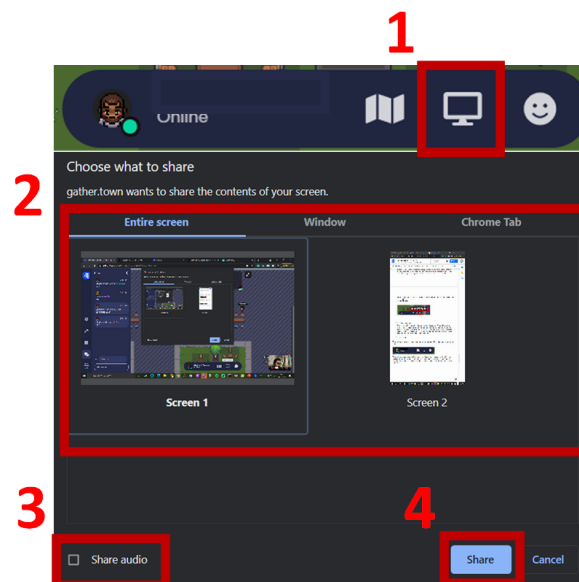 1
Online
Choose what to share
2
gather.town wants to share the contents of your screen.
Entire screen Window Chrome Tab
Screen 1 Screen 2
3 4
Share audio Share Cancel